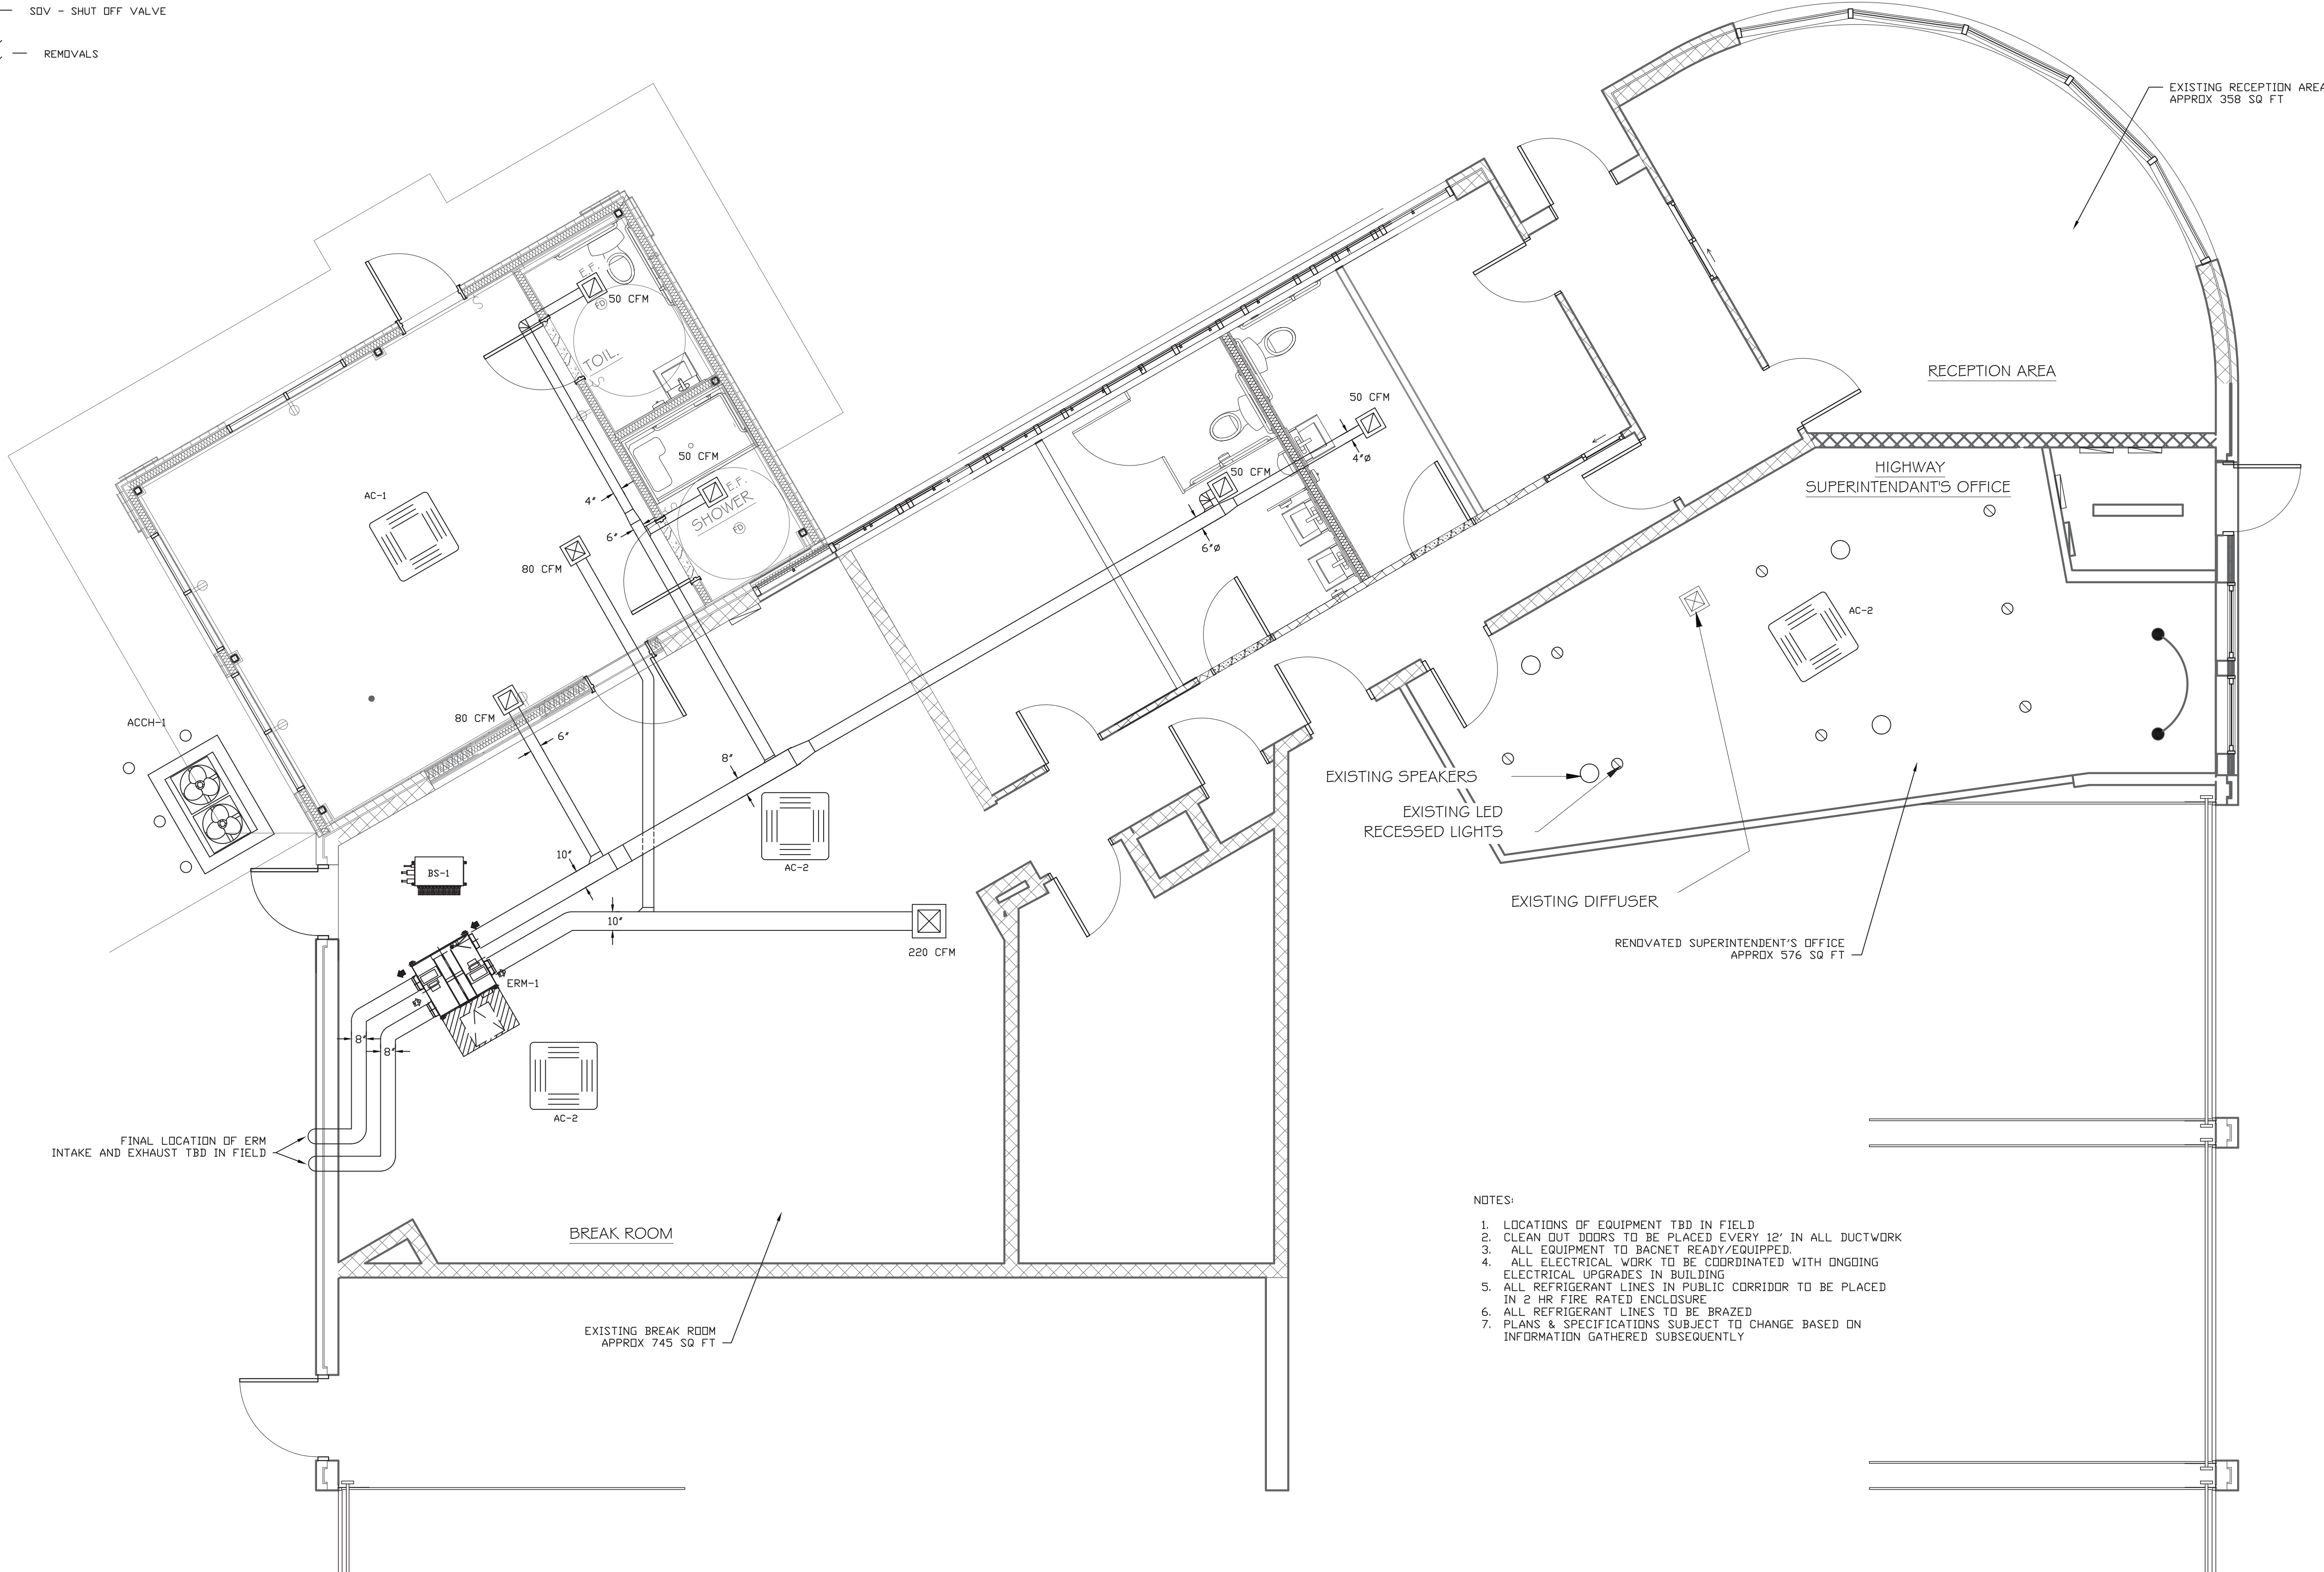 SOV - SHUT OFF VALVE
REMOVALS
EXISTING RECEPTION AREA
APPROX 358 SQ FT
E.F.
50 CFM
FD
TOIL.
S
S
RECEPTION AREA
50 CFM
4"ø
50 CFM
E.F.
SHOWER
S
FD
50 CFM
6"ø
4"
6"
AC-1
80 CFM
HIGHWAY
SUPERINTENDANT'S OFFICE
AC-2
80 CFM
6"
8"
ACCH-1
EXISTING SPEAKERS
EXISTING LED
RECESSED LIGHTS
EXISTING DIFFUSER
10"
AC-2
BS-1
10"
220 CFM
ERM-1
RENOVATED SUPERINTENDENT'S OFFICE
APPROX 576 SQ FT
8"
8"
AC-2
FINAL LOCATION OF ERM
INTAKE AND EXHAUST TBD IN FIELD
BREAK ROOM
EXISTING BREAK ROOM
APPROX 745 SQ FT
NOTES:
1. LOCATIONS OF EQUIPMENT TBD IN FIELD
2. CLEAN OUT DOORS TO BE PLACED EVERY 12' IN ALL DUCTWORK
3. ALL EQUIPMENT TO BACNET READY/EQUIPPED.
4. ALL ELECTRICAL WORK TO BE COORDINATED WITH ONGOING
ELECTRICAL UPGRADES IN BUILDING
5. ALL REFRIGERANT LINES IN PUBLIC CORRIDOR TO BE PLACED
IN 2 HR FIRE RATED ENCLOSURE
6. ALL REFRIGERANT LINES TO BE BRAZED
7. PLANS & SPECIFICATIONS SUBJECT TO CHANGE BASED ON
INFORMATION GATHERED SUBSEQUENTLY